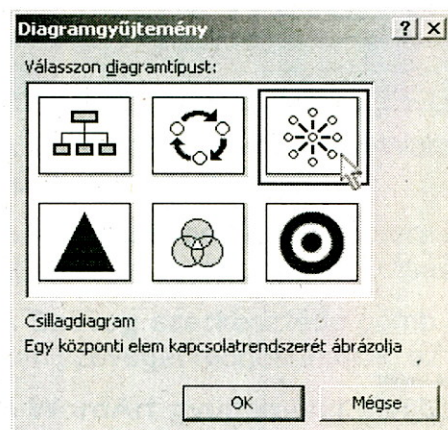 Diagramgyűjtemény
Válasszon diagramtípust:
Csillagdiagram
Egy központi elem kapcsolatrendszerét ábrázolja
OK
Mégse